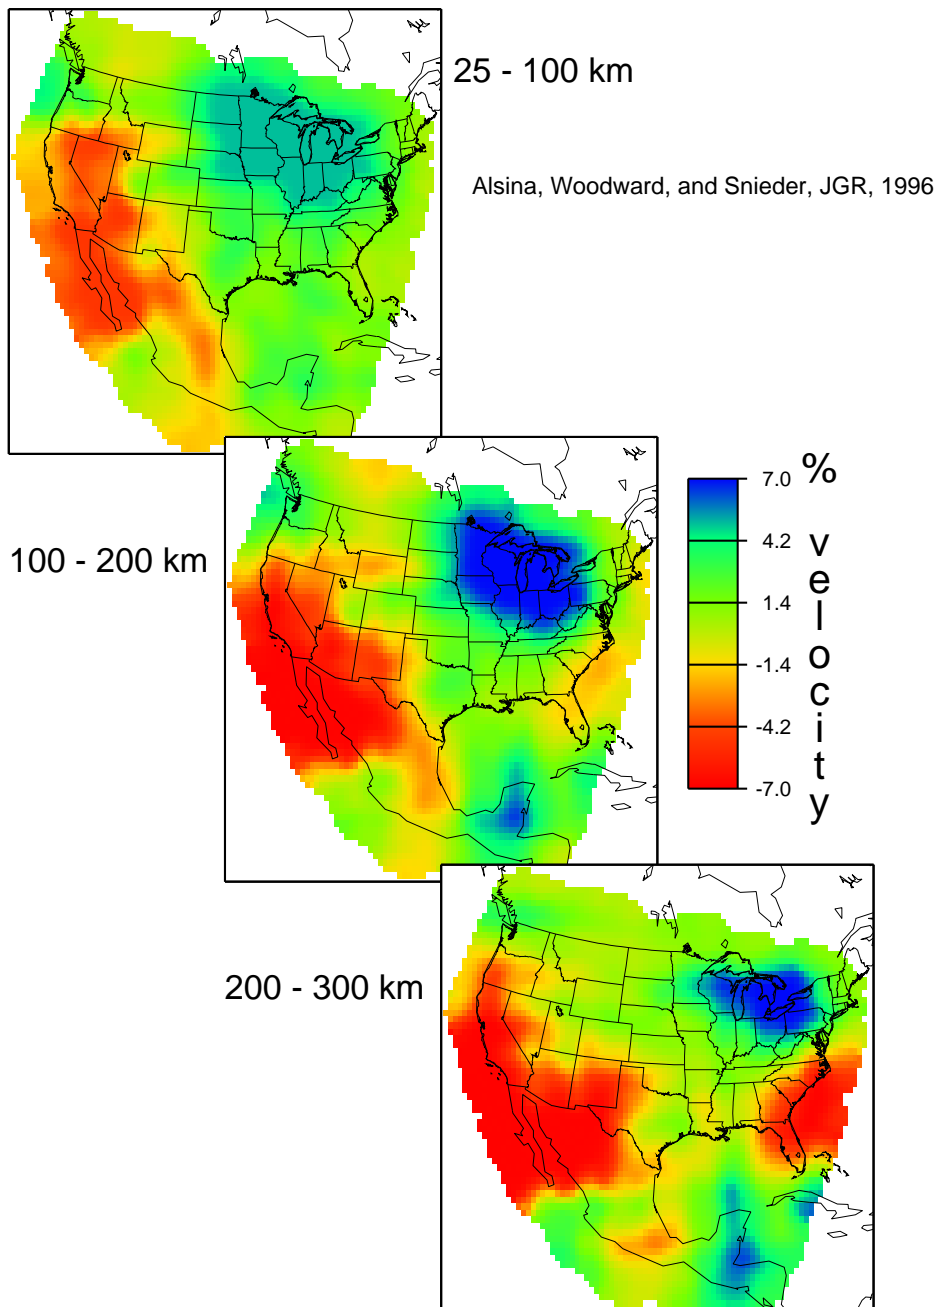 25 - 100 km
Alsina, Woodward, and Snieder, JGR, 1996
100 - 200 km
7.0
4.2
1.4
-1.4
-4.2
-7.0
% velocity
200 - 300 km